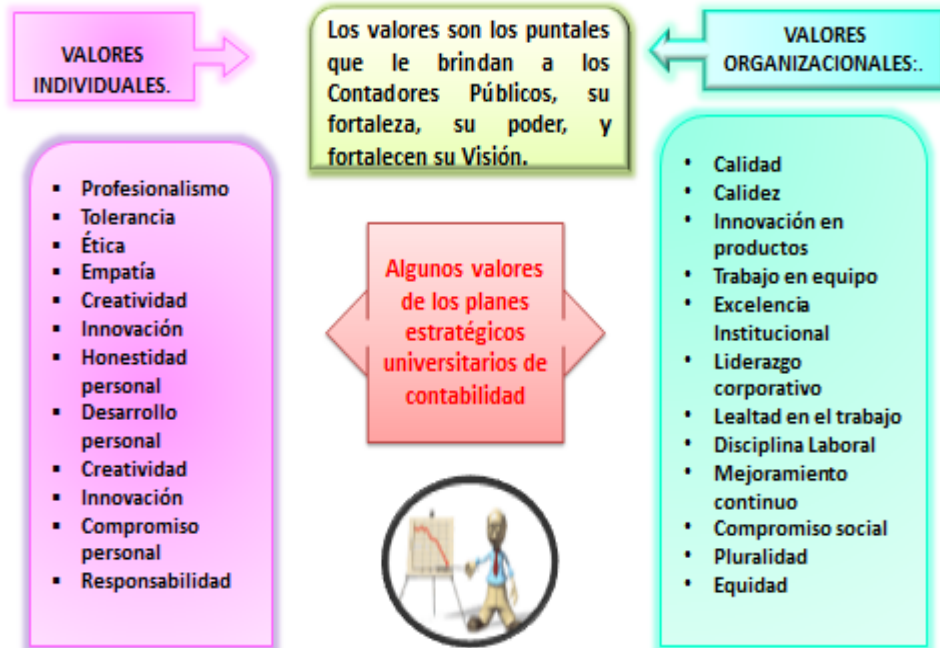 VALORES
INDIVIDUALES.
Los valores son los puntales
que le brindan a los
Contadores Públicos, su
fortaleza, su poder, y
fortalecen su Visión.
VALORES
ORGANIZACIONALES:.
▪ Profesionalismo
▪ Tolerancia
▪ Ética
▪ Empatía
▪ Creatividad
▪ Innovación
▪ Honestidad
personal
▪ Desarrollo
personal
▪ Creatividad
▪ Innovación
▪ Compromiso
personal
▪ Responsabilidad
Algunos valores
de los planes
estratégicos
universitarios de
contabilidad
• Calidad
• Calidez
• Innovación en
productos
• Trabajo en equipo
• Excelencia
Institucional
• Liderazgo
corporativo
• Lealtad en el trabajo
• Disciplina Laboral
• Mejoramiento
continuo
• Compromiso social
• Pluralidad
• Equidad